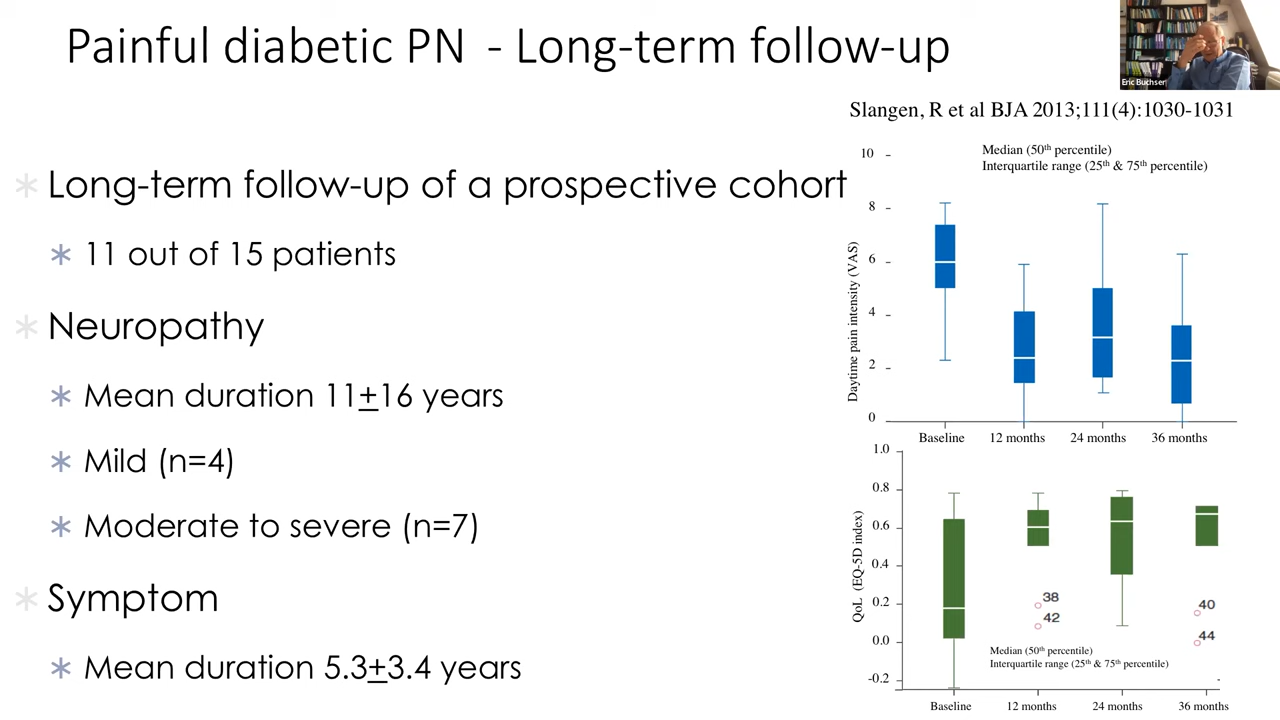 Painful diabetic PN - Long-term follow-up
Eric Buchser
Slangen, R et al BJA 2013;111(4):1030-1031
* Long-term follow-up of a prospective cohort
* 11 out of 15 patients
* Neuropathy
* Mean duration 11±16 years
* Mild (n=4)
* Moderate to severe (n=7)
* Symptom
* Mean duration 5.3±3.4 years
Median (50th percentile)
Interquartile range (25th & 75th percentile)
Daytime pain intensity (VAS)
10
8
6
4
2
0
Baseline 12 months 24 months 36 months
QoL (EQ-5D index)
1.0
0.8
0.6
0.4
0.2
0.0
-0.2
38
42
40
44
Median (50th percentile)
Interquartile range (25th & 75th percentile)
Baseline 12 months 24 months 36 months